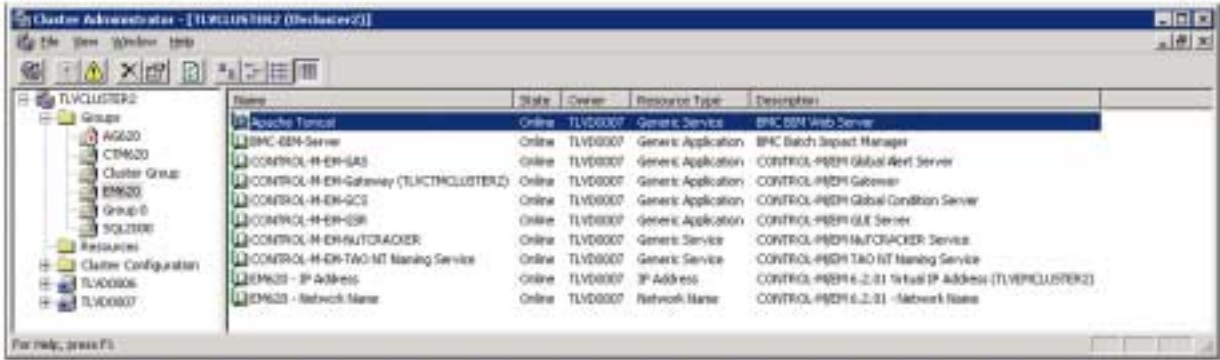 Cluster Administrator - [TLVCLUSTER2 (tlvcluster2)]
File View Window Help
TLVCLUSTER2
Groups
AG620
CTM620
Cluster Group
EM620
Group 0
SQL2000
Resources
Cluster Configuration
TLVD0006
TLVD0007
Name State Owner Resource Type Description
Apache Tomcat Online TLVD0007 Generic Service BMC BIM Web Server
BMC-BIM-Server Online TLVD0007 Generic Application BMC Batch Impact Manager
CONTROL-M-EM-GAS Online TLVD0007 Generic Application CONTROL-M/EM Global Alert Server
CONTROL-M-EM-Gateway (TLVCTMCLUSTER2) Online TLVD0007 Generic Application CONTROL-M/EM Gateway
CONTROL-M-EM-GCS Online TLVD0007 Generic Application CONTROL-M/EM Global Condition Server
CONTROL-M-EM-GSR Online TLVD0007 Generic Application CONTROL-M/EM GUI Server
CONTROL-M-EM-NUTCRACKER Online TLVD0007 Generic Service CONTROL-M/EM NUTCRACKER Service
CONTROL-M-EM-TAO NT Naming Service Online TLVD0007 Generic Service CONTROL-M/EM TAO NT Naming Service
EM620 - IP Address Online TLVD0007 IP Address CONTROL-M/EM 6.2.01 Virtual IP Address (TLVEMCLUSTER2)
EM620 - Network Name Online TLVD0007 Network Name CONTROL-M/EM 6.2.01 - Network Name
For Help, press F1